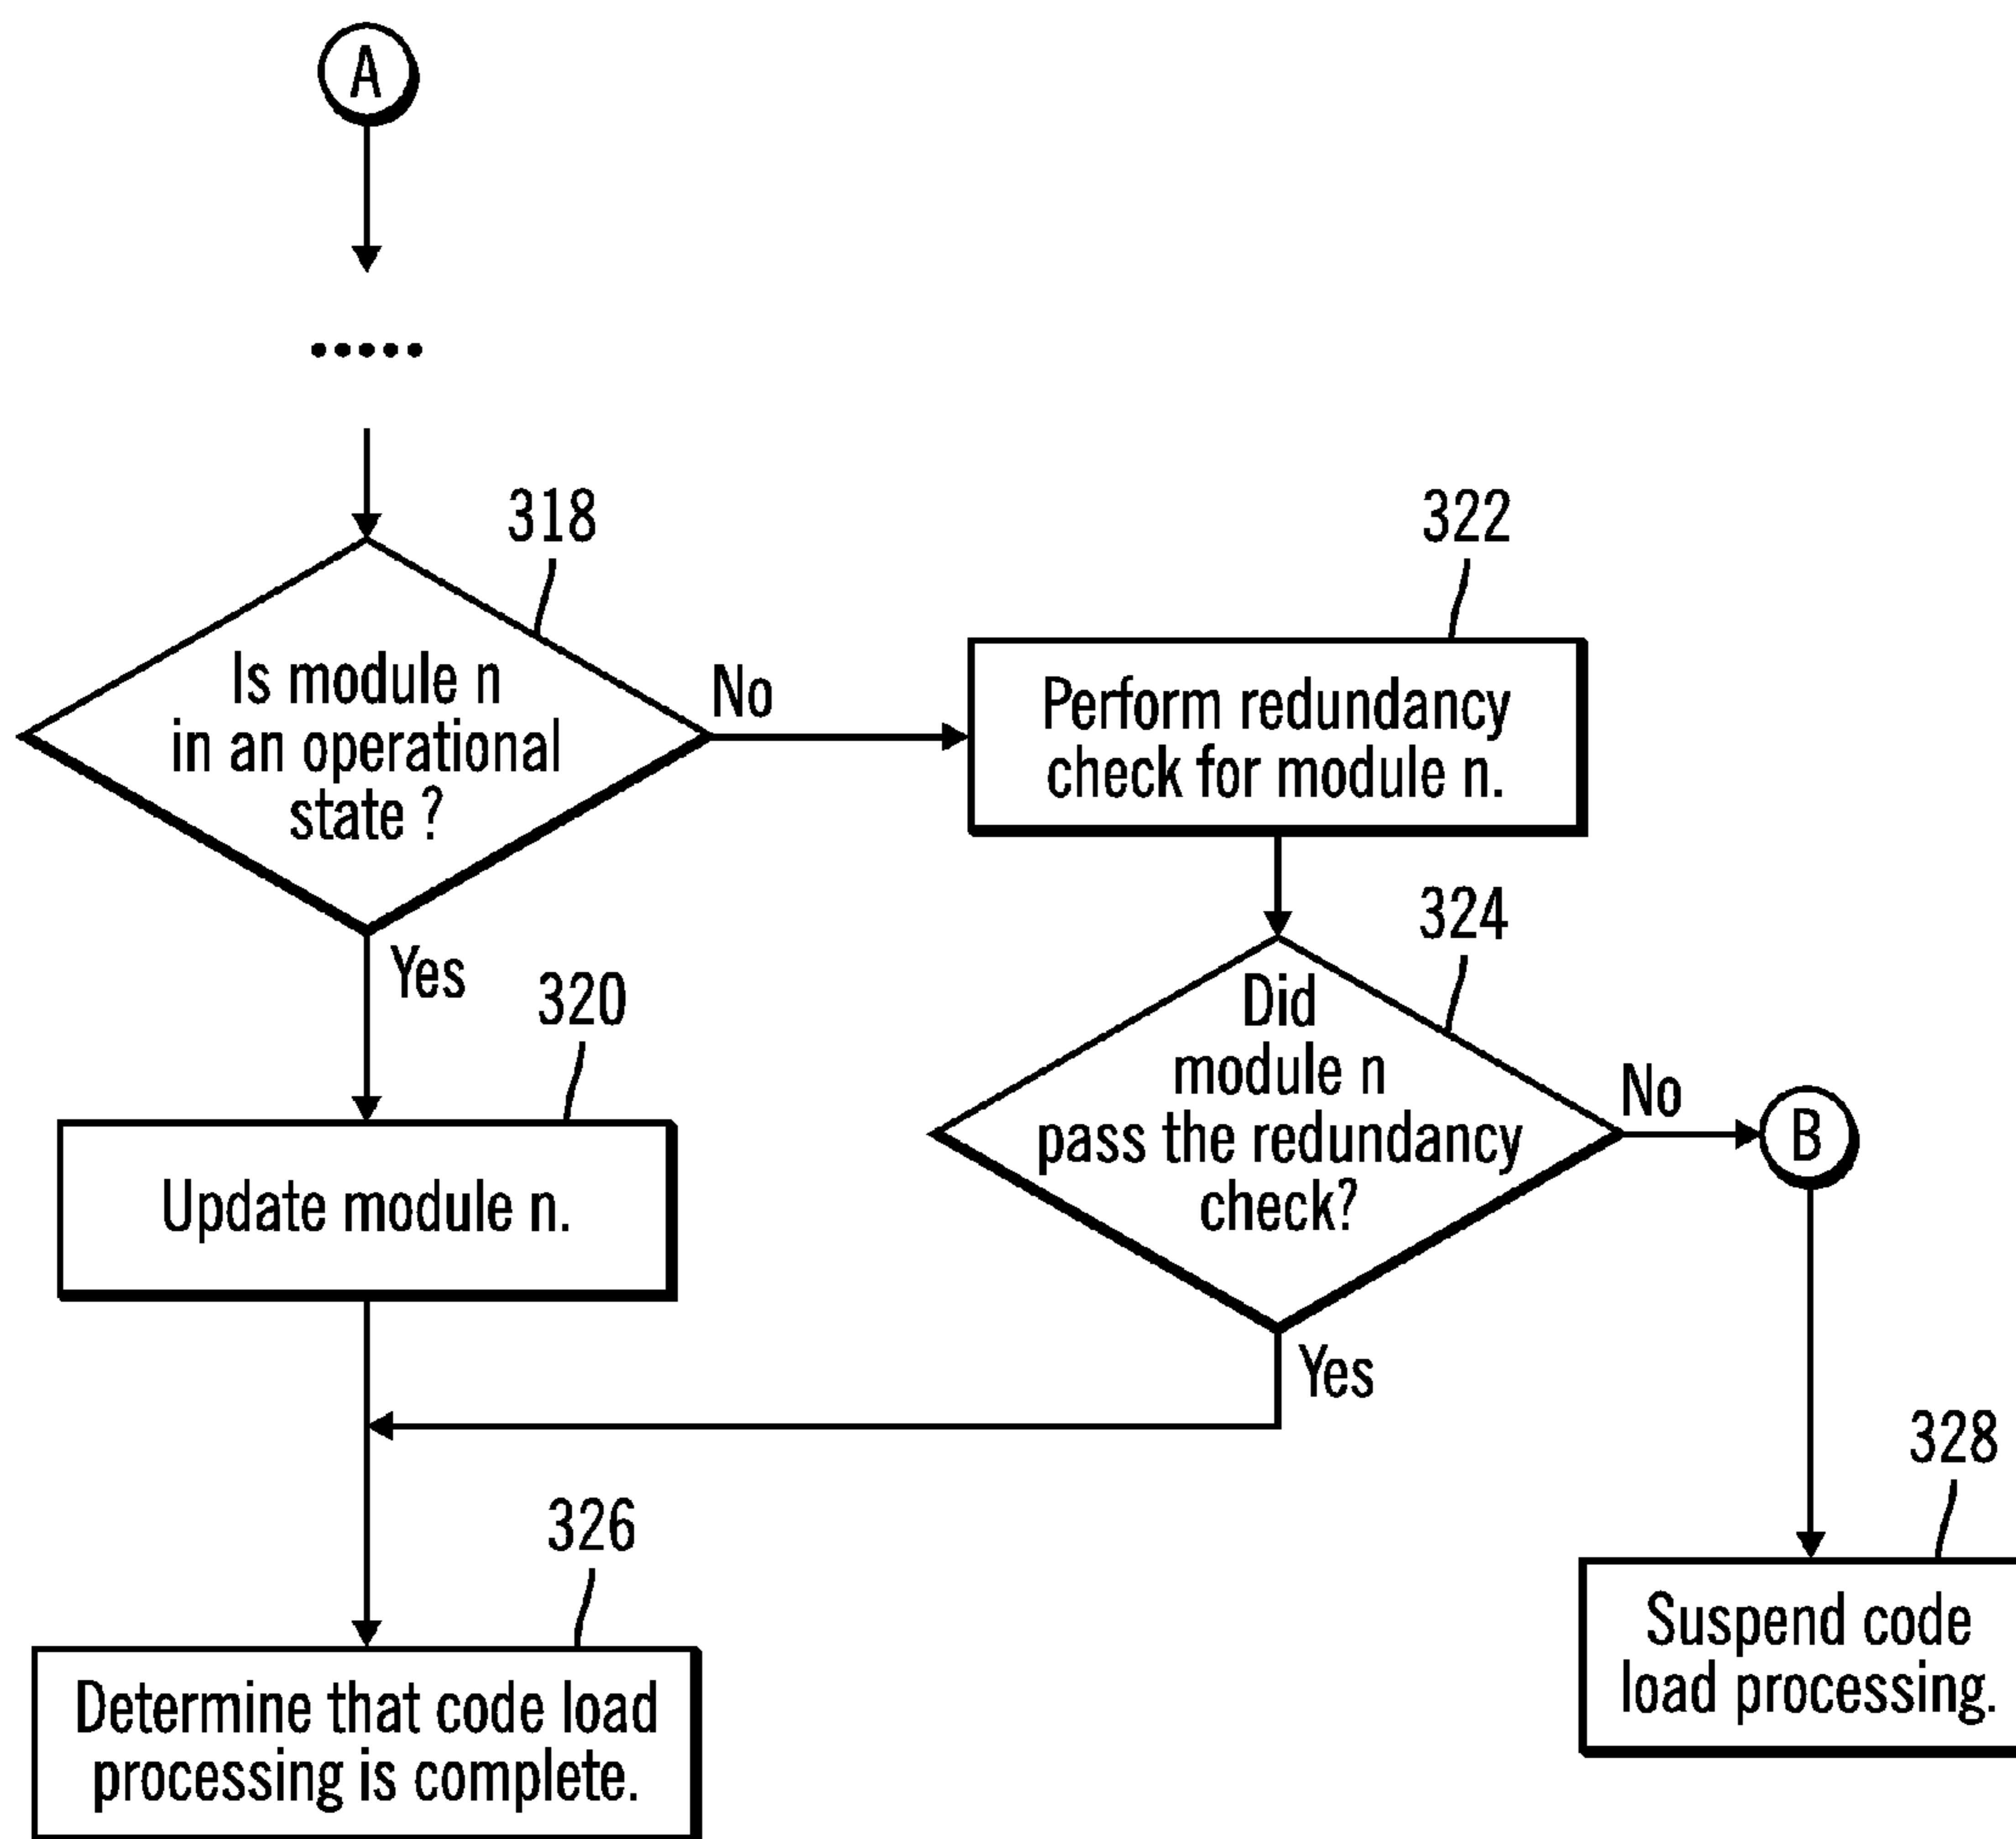 A
.....
318
Is module n
in an operational
state ?
No
Yes
322
Perform redundancy
check for module n.
324
Did
module n
pass the redundancy
check?
No
B
Yes
320
Update module n.
326
Determine that code load
processing is complete.
328
Suspend code
load processing.